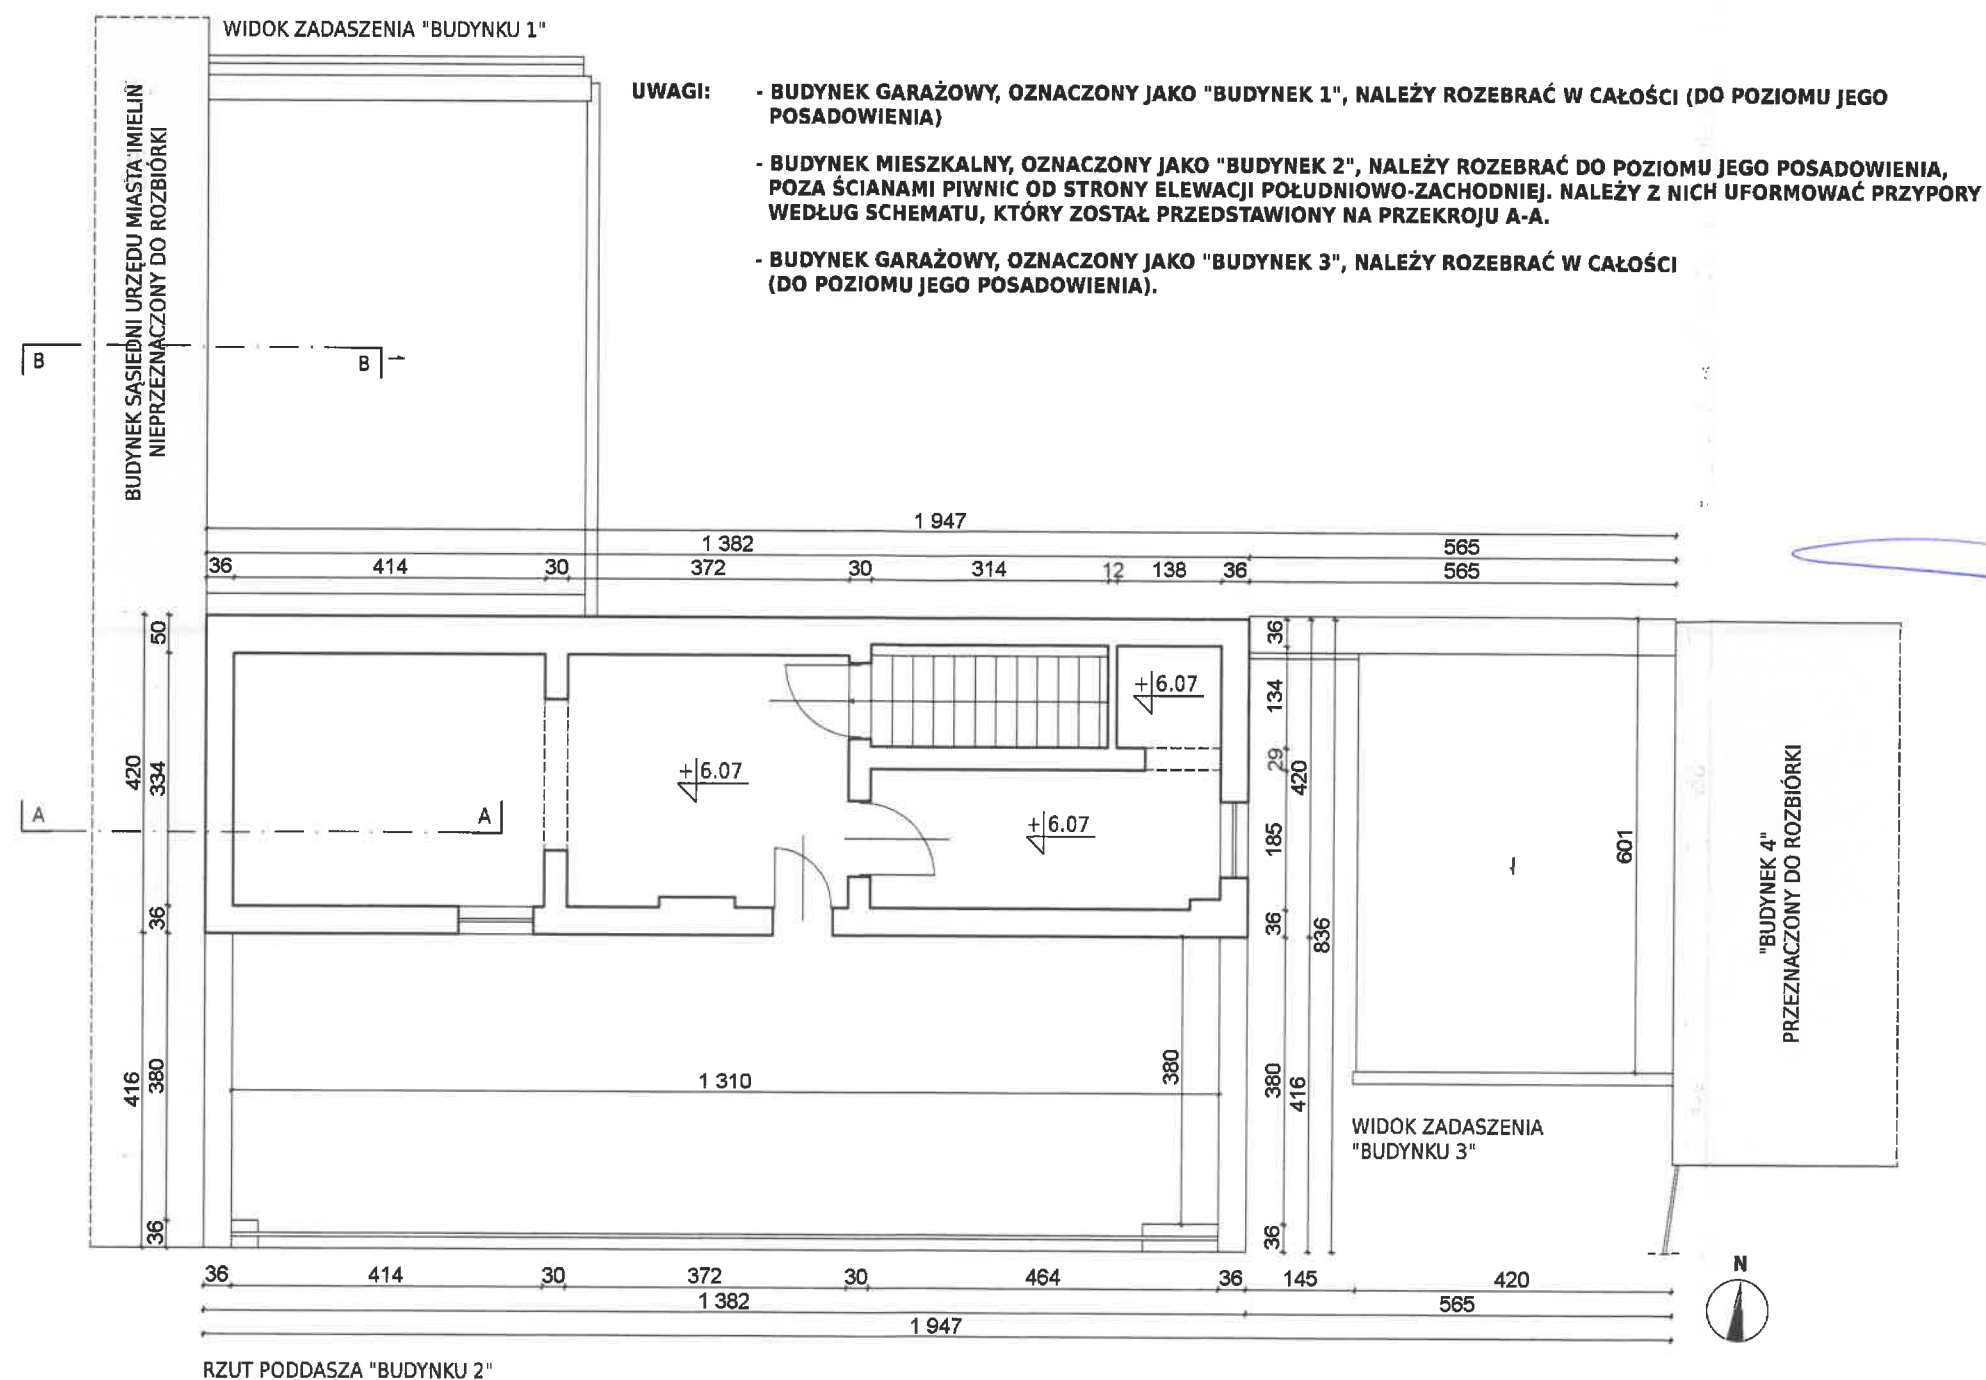 WIDOK ZADASZENIA "BUDYNKU 1"
UWAGI:
- BUDYNEK GARAŻOWY, OZNACZONY JAKO "BUDYNEK 1", NALEŻY ROZEBRAĆ W CAŁOŚCI (DO POZIOMU JEGO
POSADOWIENIA)
- BUDYNEK MIESZKALNY, OZNACZONY JAKO "BUDYNEK 2", NALEŻY ROZEBRAĆ DO POZIOMU JEGO POSADOWIENIA,
POZA ŚCIANAMI PIWNIC OD STRONY ELEWACJI POŁUDNIOWO-ZACHODNIEJ. NALEŻY Z NICH UFORMOWAĆ PRZYPORY
WEDŁUG SCHEMATU, KTÓRY ZOSTAŁ PRZEDSTAWIONY NA PRZEKROJU A-A.
- BUDYNEK GARAŻOWY, OZNACZONY JAKO "BUDYNEK 3", NALEŻY ROZEBRAĆ W CAŁOŚCI
(DO POZIOMU JEGO POSADOWIENIA).
BUDYNEK SĄSIEDNI URZĘDU MIASTA IMIELIN
NIEPRZEZNACZONY DO ROZBIÓRKI
B
B
1 947
1 382
565
36 414 30 372 30 314 12 138 36 565
50
420
334
36
416
380
36
A
A
+6.07
+6.07
+6.07
36
134
29
420
185
36
836
380
416
36
601
"BUDYNEK 4"
PRZEZNACZONY DO ROZBIÓRKI
1 310
380
WIDOK ZADASZENIA
"BUDYNKU 3"
36 414 30 372 30 464 36 145 420
1 382
565
1 947
N
RZUT PODDASZA "BUDYNKU 2"